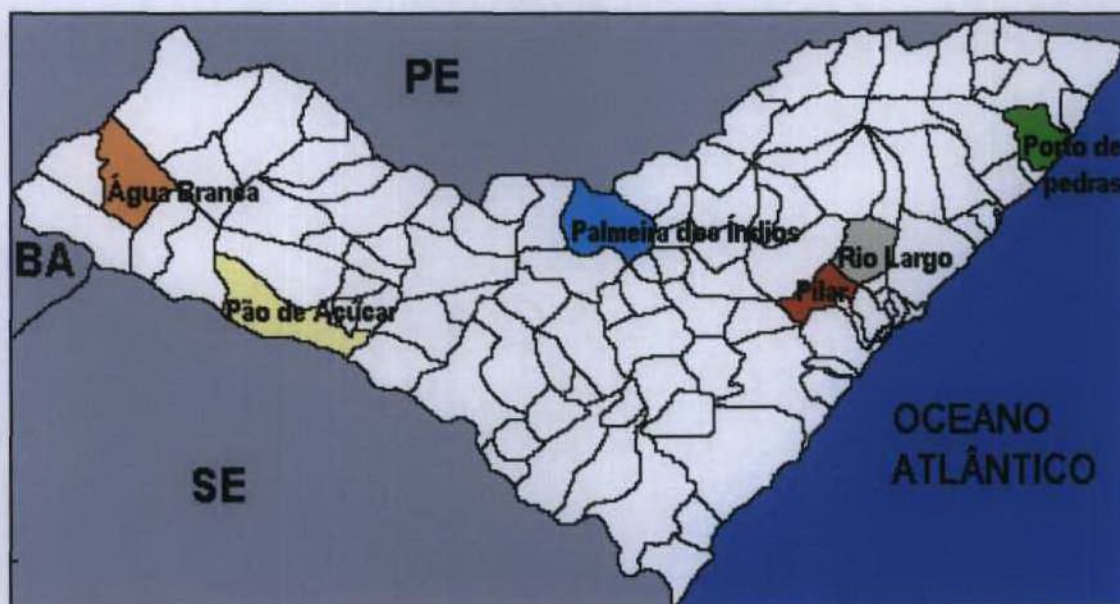 PE
Água Branca
Porto de
pedras
Palmeira dos Índios
BA
Rio Largo
Pilar
Pão de Açúcar
OCEANO
ATLÂNTICO
SE